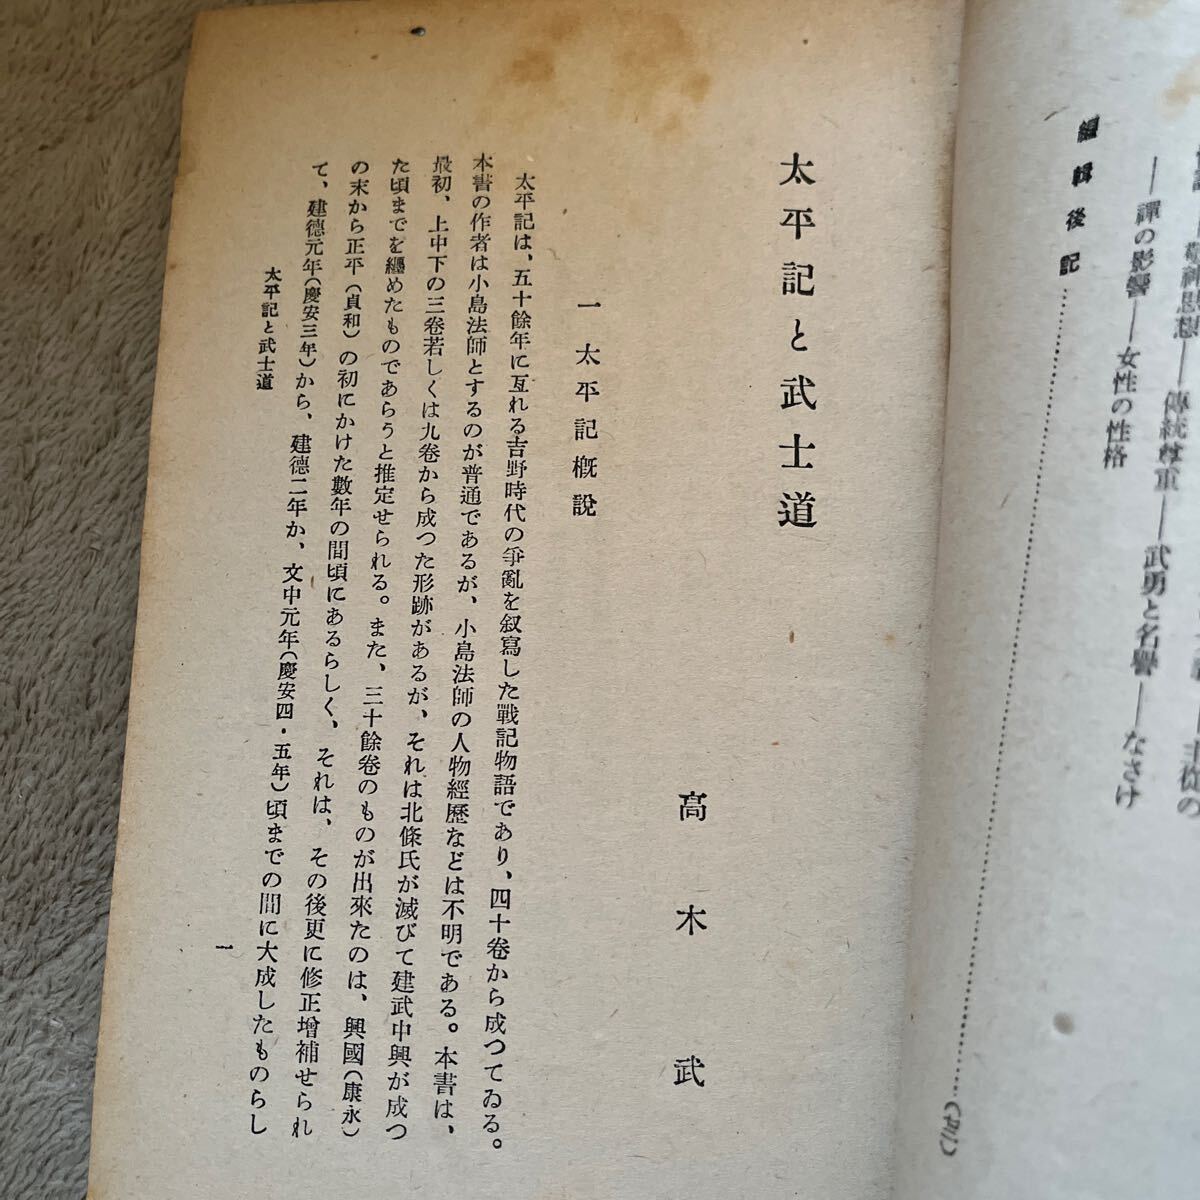 敬神思想——傳統尊重——武勇と名譽——なさけ
——禪の影響——女性の性格
編輯後記
太平記と武士道
高木武
一 太平記概說
太平記は、五十餘年に亙れる吉野時代の爭亂を叙寫した戰記物語であり、四十卷から成つてゐる。
本書の作者は小島法師とするのが普通であるが、小島法師の人物經歷などは不明である。本書は、
最初、上中下の三卷若しくは九卷から成つた形跡があるが、それは北條氏が滅びて建武中興が成つ
た頃までを纏めたものであらうと推定せられる。また、三十餘卷のものが出來たのは、興國(康永)
の末から正平(貞和)の初にかけた數年の間頃にあるらしく、それは、その後更に修正增補せられ
て、建德元年(慶安三年)から、建德二年か、文中元年(慶安四・五年)頃までの間に大成したものらし
太平記と武士道
一